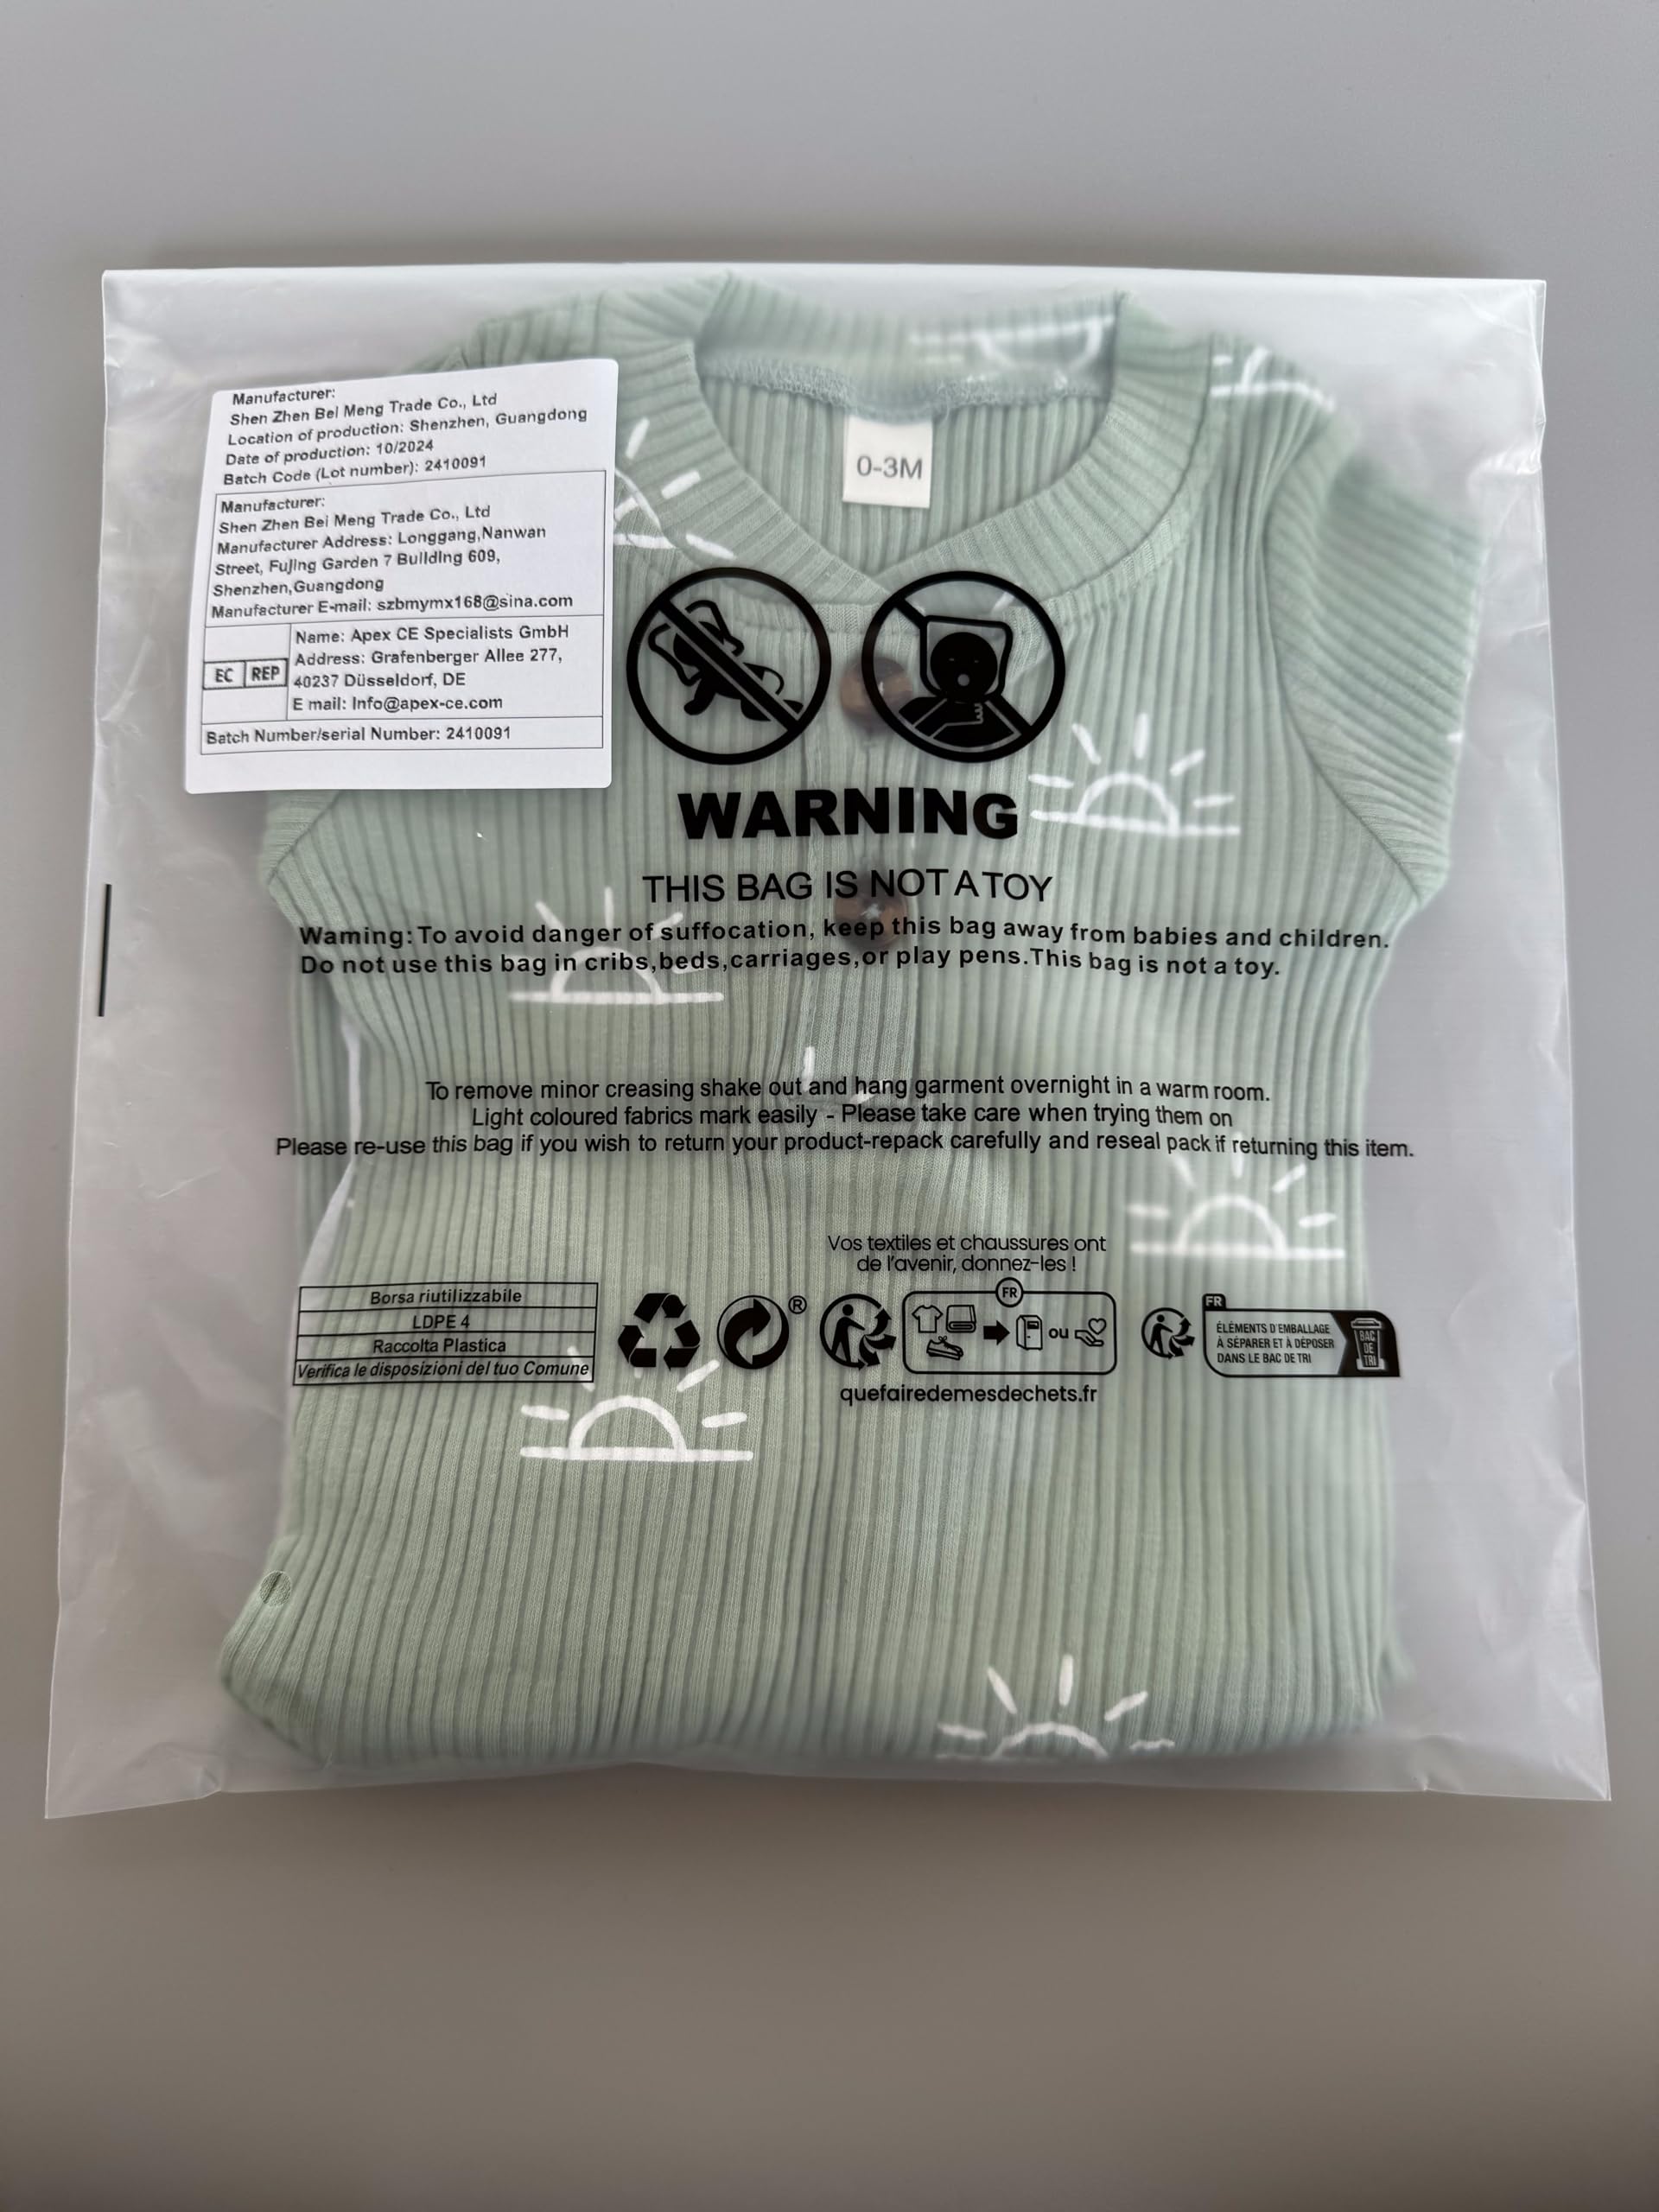 Manufacturer:
Shen Zhen Bei Meng Trade Co., Ltd
Location of production: Shenzhen, Guangdong
Date of production: 10/2024
Batch Code (Lot number): 2410091
Manufacturer:
Shen Zhen Bei Meng Trade Co., Ltd
Manufacturer Address: Longgang,Nanwan
Street, Fujing Garden 7 Building 609,
Shenzhen,Guangdong
Manufacturer E-mail: szbmymx168@sina.com
EC REP
Name: Apex CE Specialists GmbH
Address: Grafenberger Allee 277,
40237 Düsseldorf, DE
E mail: Info@apex-ce.com
Batch Number/serial Number: 2410091
0-3M
WARNING
THIS BAG IS NOT A TOY
Waming:To avoid danger of suffocation, keep this bag away from babies and children.
Do not use this bag in cribs,beds,carriages,or play pens.This bag is not a toy.
To remove minor creasing shake out and hang garment overnight in a warm room.
Light coloured fabrics mark easily - Please take care when trying them on
Please re-use this bag if you wish to return your product-repack carefully and reseal pack if returning this item.
Borsa riutilizzabile
LDPE 4
Raccolta Plastica
Verifica le disposizioni del tuo Comune
®
Vos textiles et chaussures ont
de l'avenir, donnez-les !
FR
ou
quefairedemesdechets.fr
FR
ÉLÉMENTS D'EMBALLAGE
À SÉPARER ET À DÉPOSER
DANS LE BAC DE TRI
BAC
DE
TRI